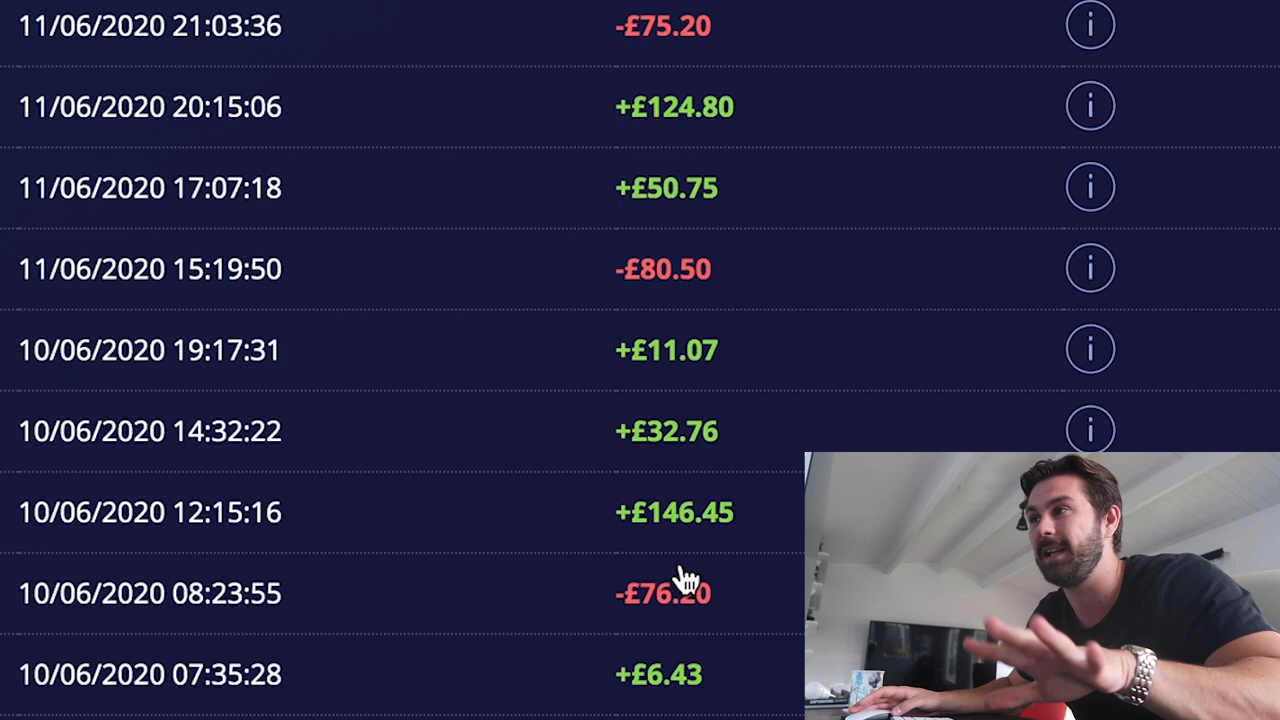 11/06/2020 21:03:36 -£75.20
11/06/2020 20:15:06 +£124.80
11/06/2020 17:07:18 +£50.75
11/06/2020 15:19:50 -£80.50
10/06/2020 19:17:31 +£11.07
10/06/2020 14:32:22 +£32.76
10/06/2020 12:15:16 +£146.45
10/06/2020 08:23:55 -£76.20
10/06/2020 07:35:28 +£6.43